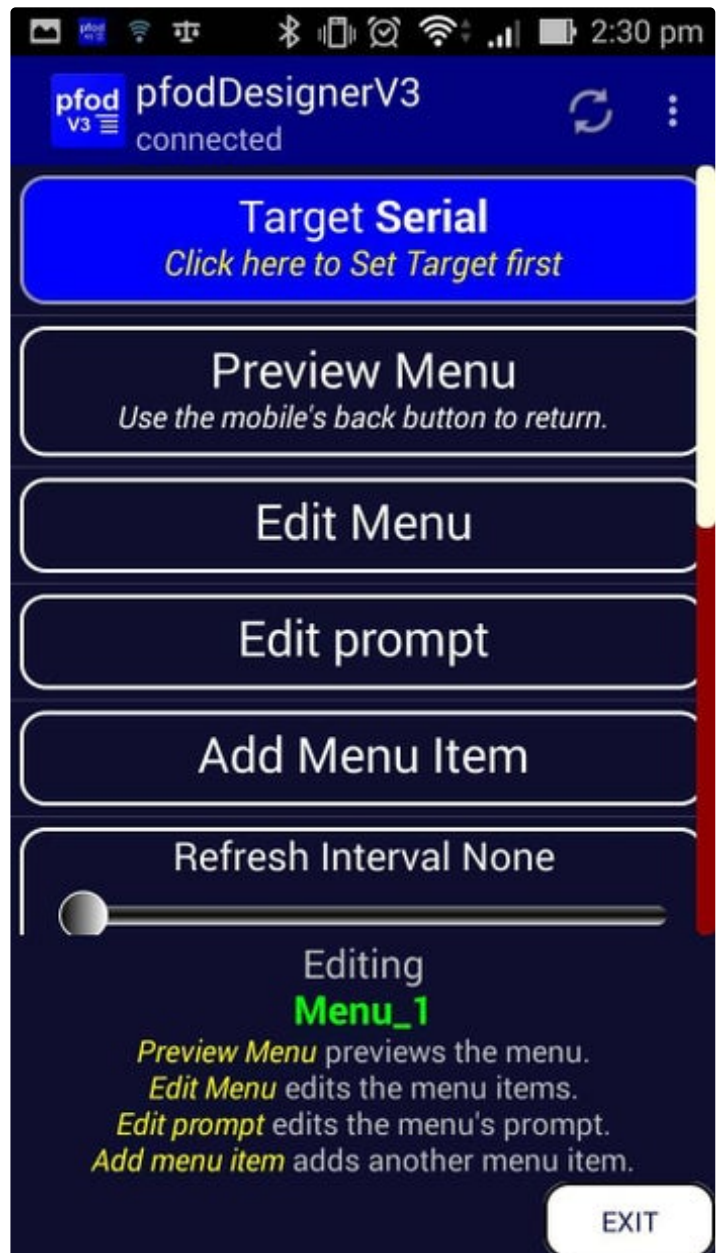 2:30 pm
pfod
V3
pfodDesignerV3
connected
Target Serial
Click here to Set Target first
Preview Menu
Use the mobile's back button to return.
Edit Menu
Edit prompt
Add Menu Item
Refresh Interval None
Editing
Menu_1
Preview Menu previews the menu.
Edit Menu edits the menu items.
Edit prompt edits the menu's prompt.
Add menu item adds another menu item.
EXIT